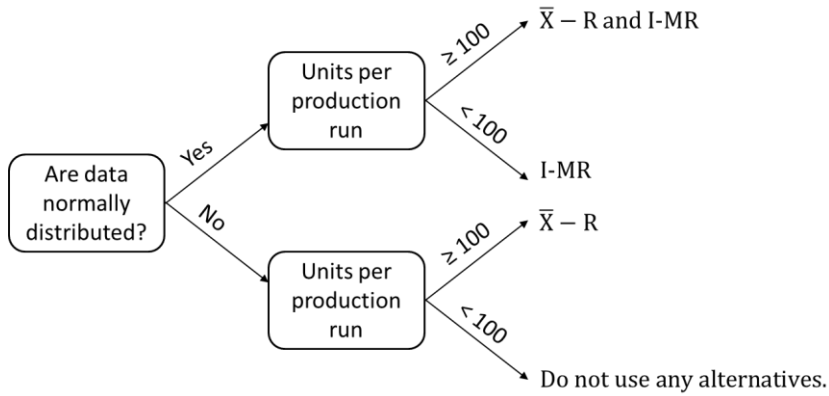 Are data
normally
distributed?
Yes
No
Units per
production
run
≥ 100
< 100
X̅ – R and I-MR
I-MR
Units per
production
run
≥ 100
< 100
X̅ – R
Do not use any alternatives.